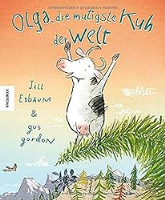 Olga, die mutigste Kuh
der Welt
Jill
Esbaum
&
gus
gordon